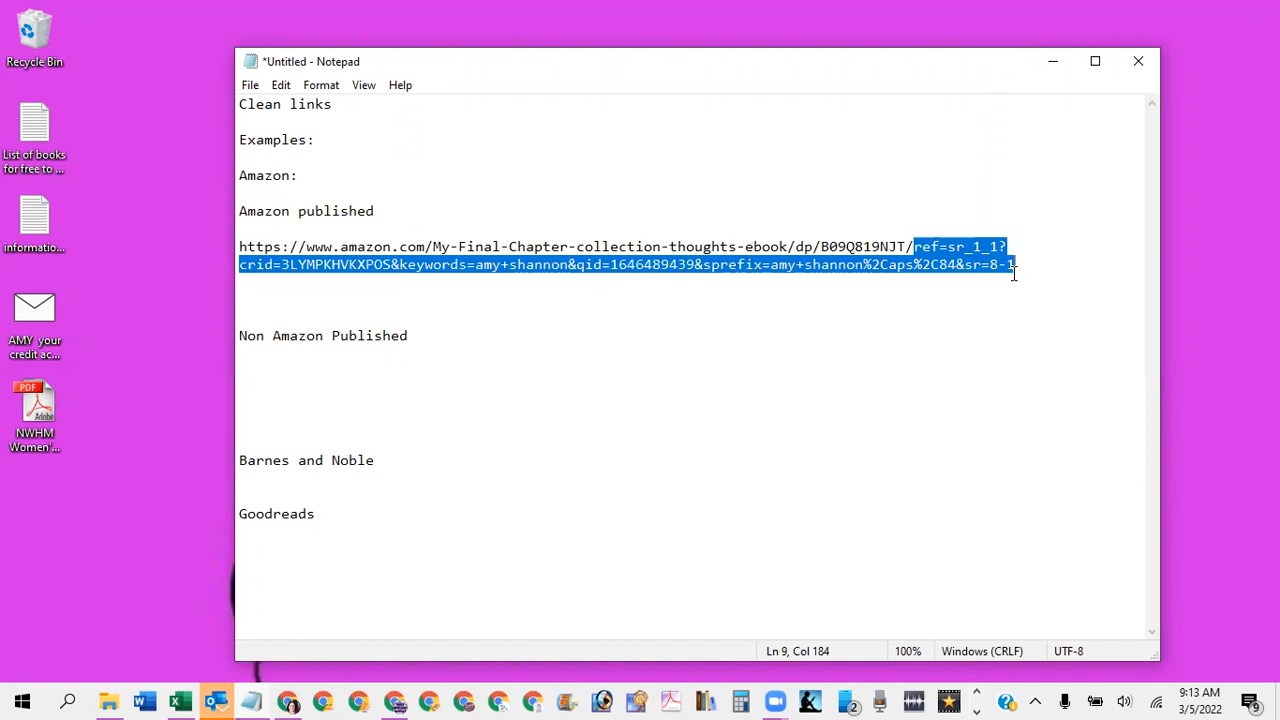 Recycle Bin
List of books
for free to ...
informatio...
AMY your
credit ac...
PDF
Adobe
NWHM
Women'...
*Untitled - Notepad
File Edit Format View Help
Clean links
Examples:
Amazon:
Amazon published
https://www.amazon.com/My-Final-Chapter-collection-thoughts-ebook/dp/B09Q819NJT/ref=sr_1_1?
crid=3LYMPKHVKXPOS&keywords=amy+shannon&qid=1646489439&sprefix=amy+shannon%2Caps%2C84&sr=8-1
Non Amazon Published
Barnes and Noble
Goodreads
Ln 9, Col 184 100% Windows (CRLF) UTF-8
2
9:13 AM
3/5/2022
9